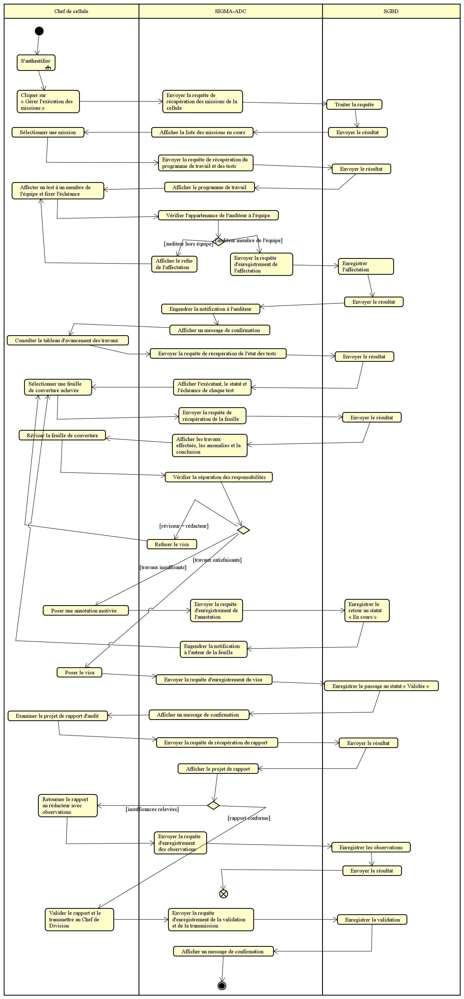 Chef de cellule
SIGMA-ADC
SGBD
S'authentifier
Cliquer sur
« Gérer l'exécution des
missions »
Envoyer la requête de
récupération des missions de la
cellule
Traiter la requête
Sélectionner une mission
Afficher la liste des missions en cours
Envoyer le résultat
Envoyer la requête de récupération du
programme de travail et des tests
Envoyer le résultat
Affecter un test à un membre de
l'équipe et fixer l'échéance
Afficher le programme de travail
Vérifier l'appartenance de l'auditeur à l'équipe
[auditeur hors équipe]
[auditeur membre de l'équipe]
Afficher le refus
de l'affectation
Envoyer la requête
d'enregistrement de
l'affectation
Enregistrer
l'affectation
Envoyer le résultat
Engendrer la notification à l'auditeur
Afficher un message de confirmation
Consulter le tableau d'avancement des travaux
Envoyer la requête de récupération de l'état des tests
Envoyer le résultat
Sélectionner une feuille
de couverture achevée
Afficher l'exécutant, le statut et
l'échéance de chaque test
Envoyer la requête de
récupération de la feuille
Envoyer le résultat
Réviser la feuille de couverture
Afficher les travaux
effectués, les anomalies et la
conclusion
Vérifier la séparation des responsabilités
[réviseur = rédacteur]
Refuser le visa
[travaux satisfaisants]
[travaux insuffisants]
Poser une annotation motivée
Envoyer la requête
d'enregistrement de
l'annotation
Enregistrer le
retour au statut
« En cours »
Engendrer la notification
à l'auteur de la feuille
Poser le visa
Envoyer la requête d'enregistrement du visa
Enregistrer le passage au statut « Validée »
Examiner le projet de rapport d'audit
Afficher un message de confirmation
Envoyer la requête de récupération du rapport
Envoyer le résultat
Afficher le projet de rapport
Retourner le rapport
au rédacteur avec
observations
[insuffisances relevées]
[rapport conforme]
Envoyer la requête
d'enregistrement
des observations
Enregistrer les observations
Envoyer le résultat
Valider le rapport et le
transmettre au Chef de
Division
Envoyer la requête
d'enregistrement de la validation
et de la transmission
Enregistrer la validation
Afficher un message de confirmation